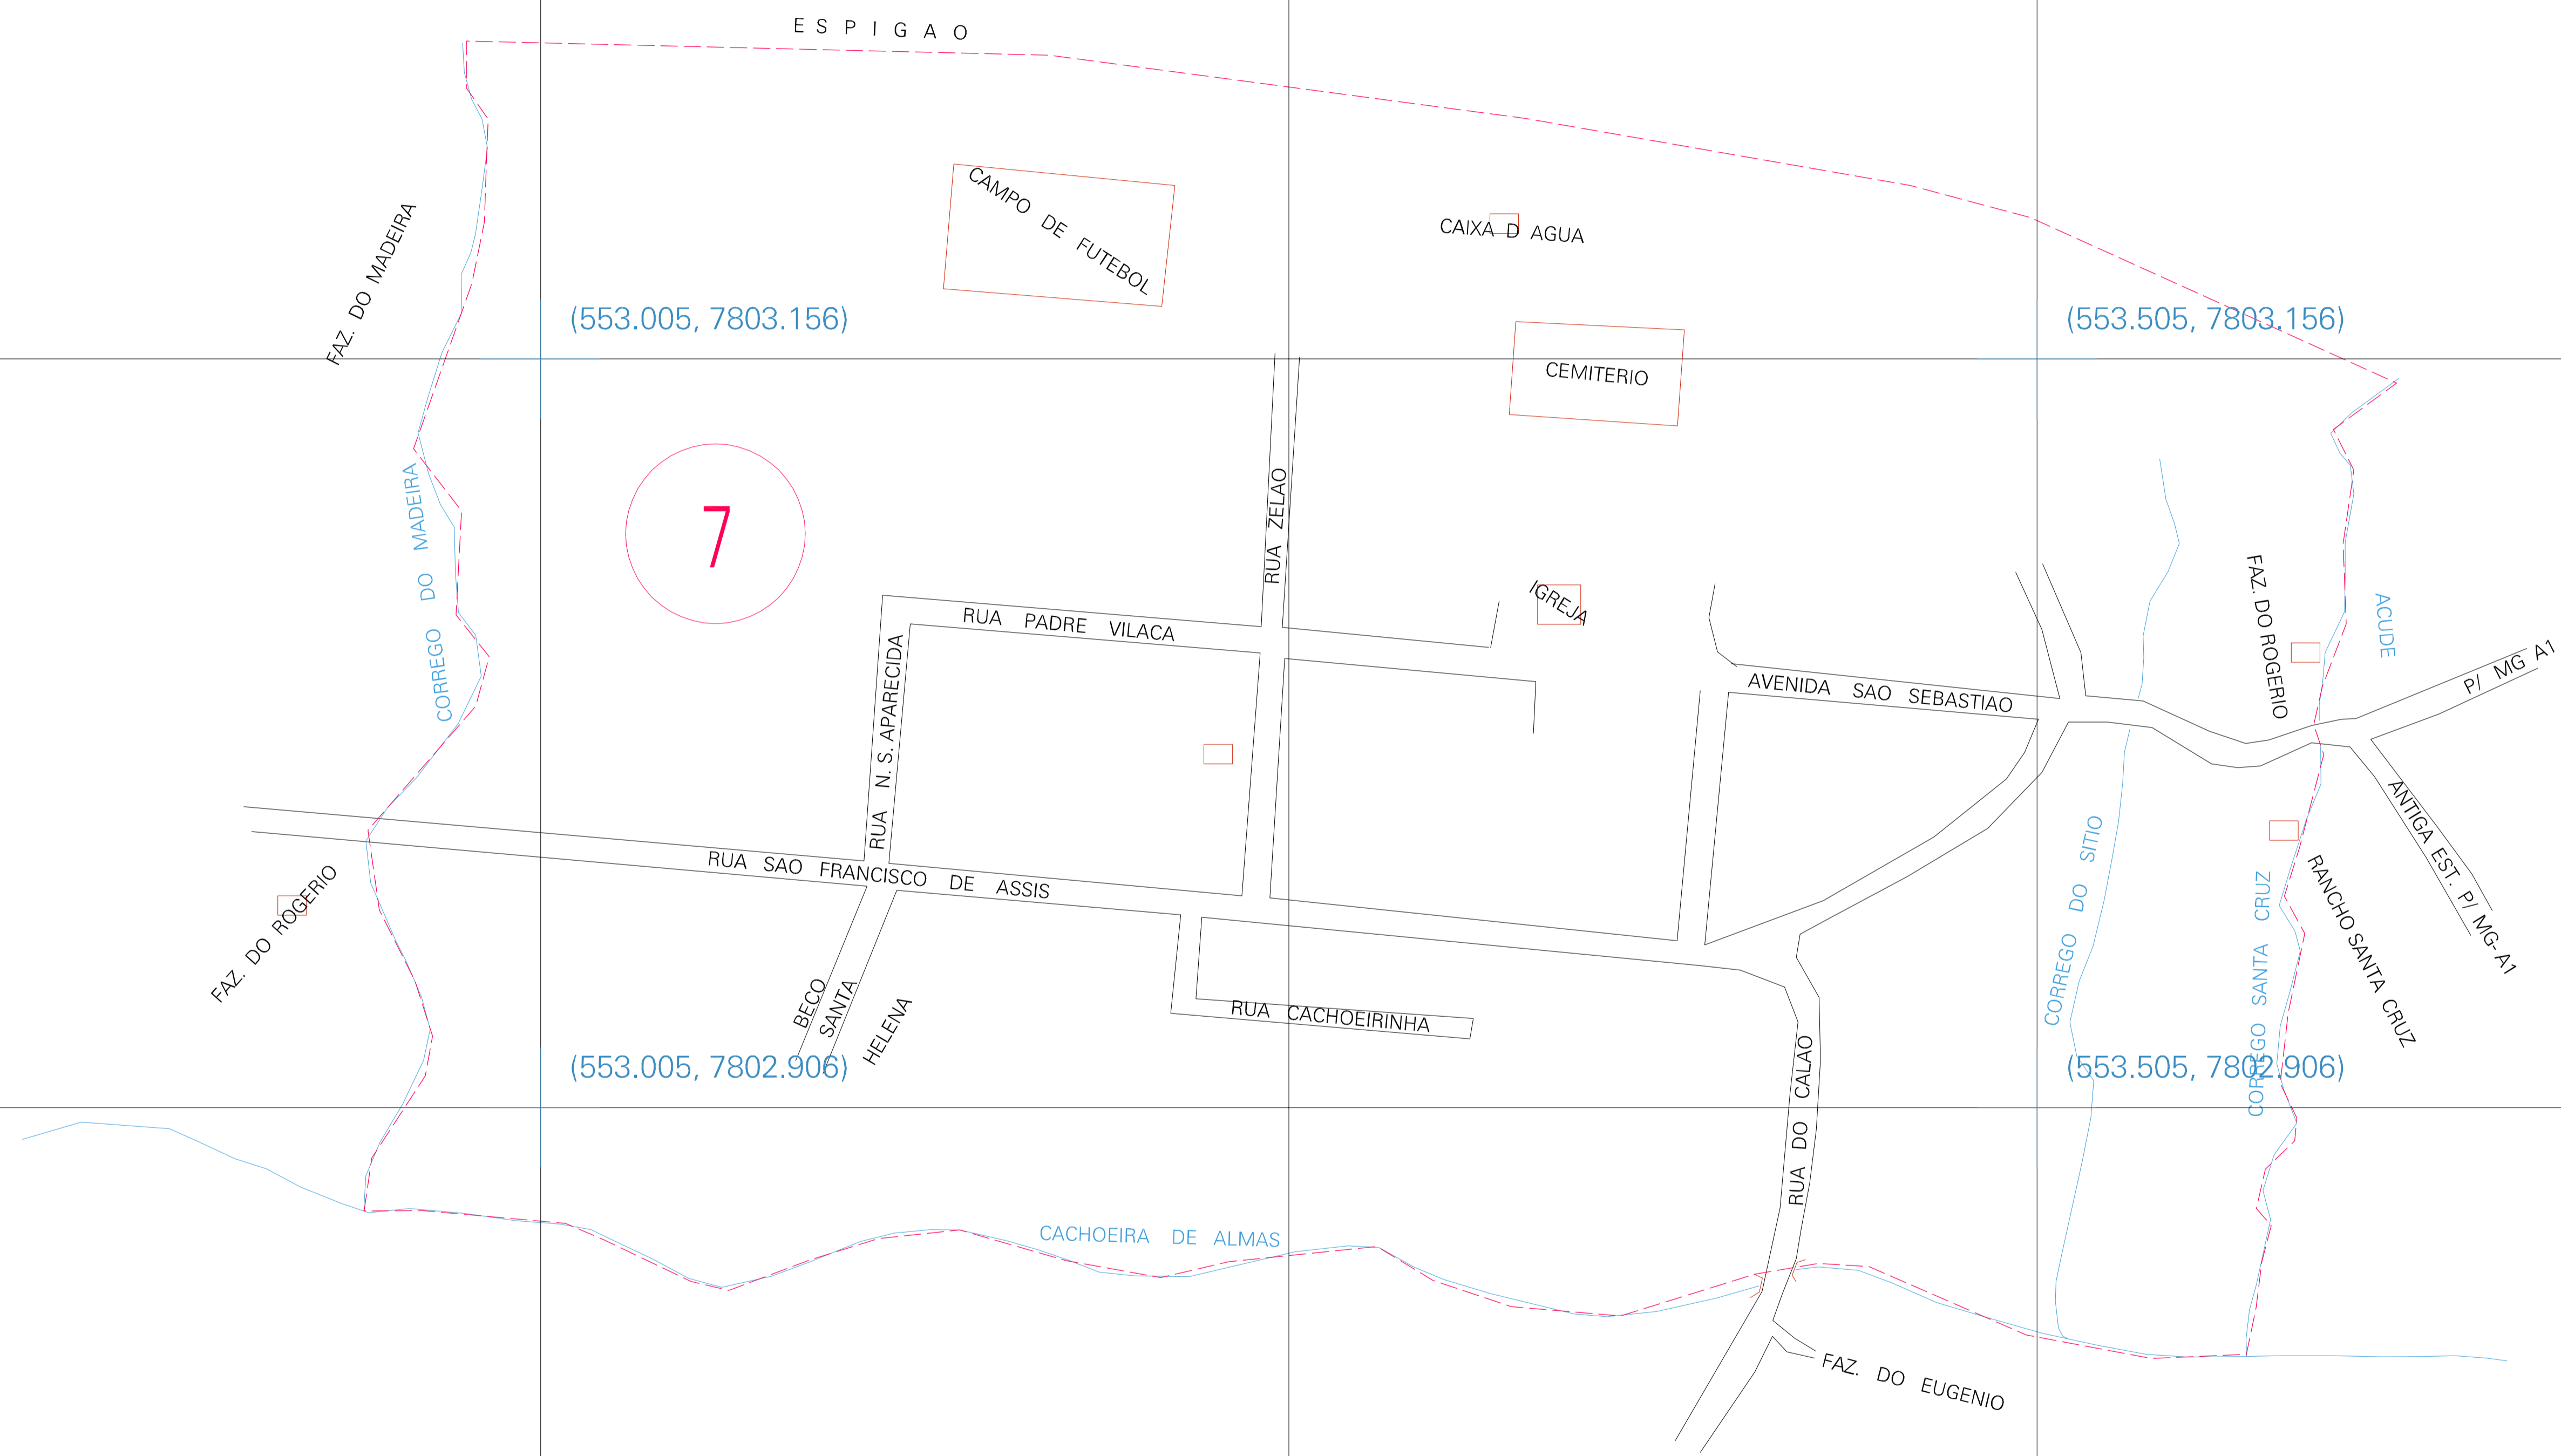 ESPIGAO
CAMPO DE FUTEBOL
CAIXA D AGUA
FAZ. DO MADEIRA
(553.005, 7803.156)
(553.505, 7803.156)
CEMITERIO
CORREGO DO MADEIRA
7
RUA ZELAO
IGREJA
RUA PADRE VILACA
FAZ. DO ROGERIO
ACUDE
P/ MG A1
AVENIDA SAO SEBASTIAO
RUA N. S. APARECIDA
RUA SAO FRANCISCO DE ASSIS
FAZ. DO ROGERIO
CORREGO DO SITIO
CORREGO SANTA CRUZ
RANCHO SANTA CRUZ
ANTIGA EST. P/ MG- A1
BECO
SANTA
HELENA
RUA CACHOEIRINHA
(553.005, 7802.906)
(553.505, 7802.906)
RUA DO CALAO
CACHOEIRA DE ALMAS
FAZ. DO EUGENIO